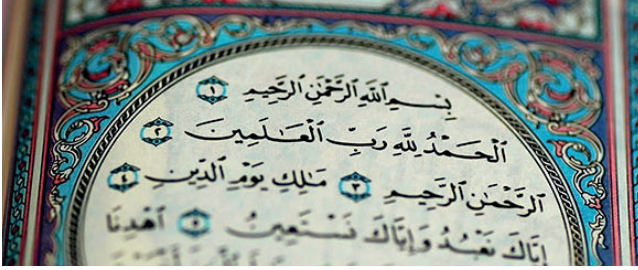 بِسْمِ ٱللَّهِ ٱلرَّحْمَٰنِ ٱلرَّحِيمِ ١
ٱلْحَمْدُ لِلَّهِ رَبِّ ٱلْعَٰلَمِينَ ٢
ٱلرَّحْمَٰنِ ٱلرَّحِيمِ ٣ مَٰلِكِ يَوْمِ ٱلدِّينِ ٤
إِيَّاكَ نَعْبُدُ وَإِيَّاكَ نَسْتَعِينُ ٥ ٱهْدِنَا